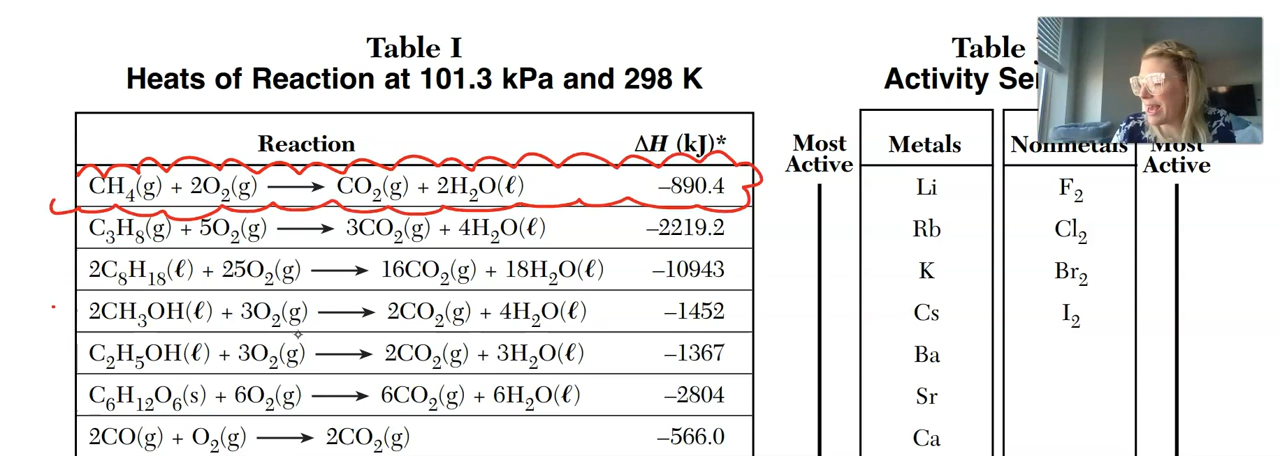 Table I
Heats of Reaction at 101.3 kPa and 298 K
Reaction ΔH (kJ)*
CH₄(g) + 2O₂(g) ⟶ CO₂(g) + 2H₂O(ℓ) –890.4
C₃H₈(g) + 5O₂(g) ⟶ 3CO₂(g) + 4H₂O(ℓ) –2219.2
2C₈H₁₈(ℓ) + 25O₂(g) ⟶ 16CO₂(g) + 18H₂O(ℓ) –10943
2CH₃OH(ℓ) + 3O₂(g) ⟶ 2CO₂(g) + 4H₂O(ℓ) –1452
C₂H₅OH(ℓ) + 3O₂(g) ⟶ 2CO₂(g) + 3H₂O(ℓ) –1367
C₆H₁₂O₆(s) + 6O₂(g) ⟶ 6CO₂(g) + 6H₂O(ℓ) –2804
2CO(g) + O₂(g) ⟶ 2CO₂(g) –566.0
Table
Activity Se
Most Active Metals Nonmetals Most Active
Li F₂
Rb Cl₂
K Br₂
Cs I₂
Ba
Sr
Ca